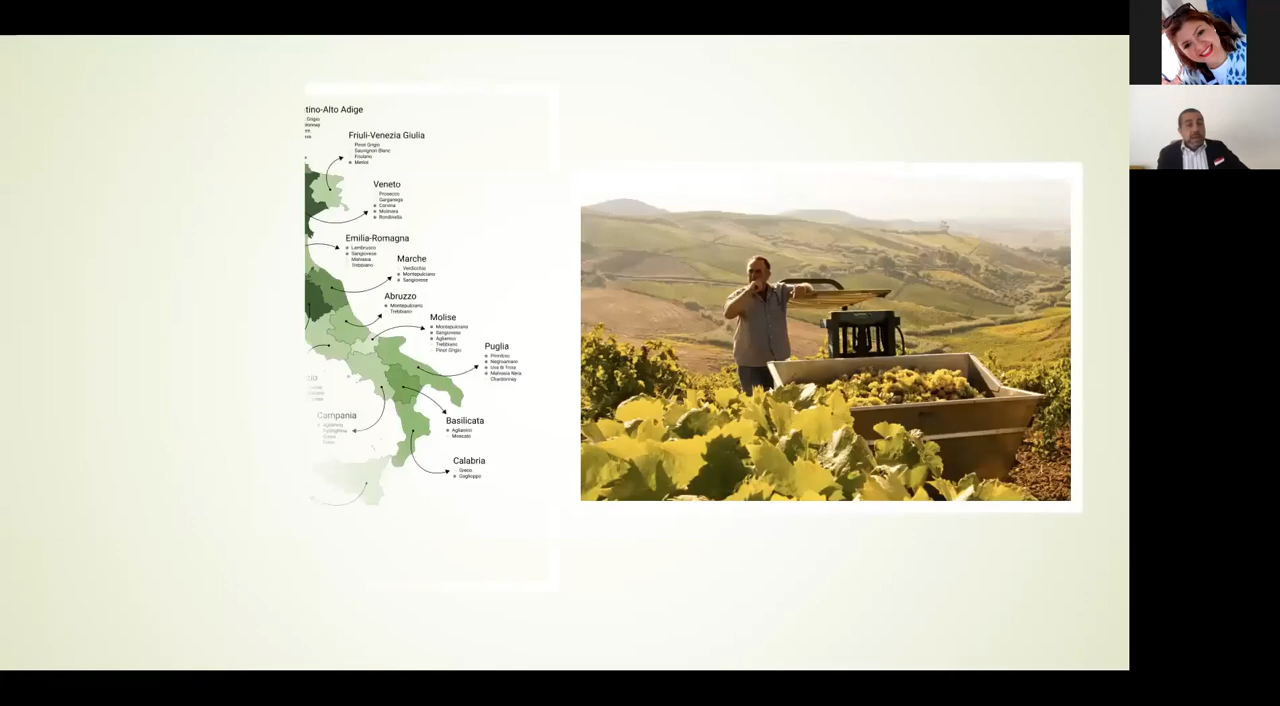 tino-Alto Adige
Grigio
Friuli-Venezia Giulia
Pinot Grigio
Sauvignon Blanc
Friulano
Merlot
Veneto
Prosecco
Garganega
Corvina
Molinara
Rondinella
Emilia-Romagna
Lambrusco
Sangiovese
Malvasia
Trebbiano
Marche
Verdicchio
Montepulciano
Sangiovese
Abruzzo
Montepulciano
Trebbiano
Molise
Montepulciano
Sangiovese
Aglianico
Trebbiano
Pinot Grigio
Puglia
Primitivo
Negroamaro
Uva di Troia
Malvasia Nera
Chardonnay
Campania
Basilicata
Aglianico
Moscato
Calabria
Greco
Gaglioppo